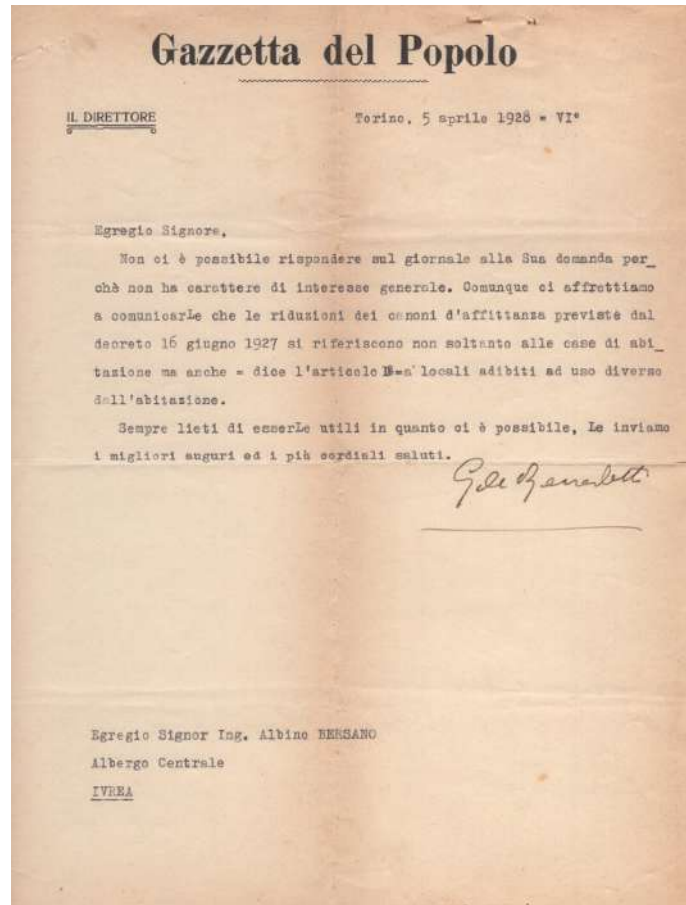 Gazzetta del Popolo
IL DIRETTORE
Torino, 5 aprile 1928 = VI°
Egregio Signore,
Non ci è possibile rispondere sul giornale alla Sua domanda per_
chè non ha carattere di interesse generale. Comunque ci affrettiamo
a comunicarLe che le riduzioni dei canoni d'affittanza previste dal
decreto 16 giugno 1927 si riferiscono non soltanto alle case di abi_
tazione ma anche = dice l'articolo =a' locali adibiti ad uso diverso
dall'abitazione.
Sempre lieti di esserLe utili in quanto ci è possibile, Le inviamo
i migliori auguri ed i più cordiali saluti.
Egregio Signor Ing. Albino BERSANO
Albergo Centrale
IVREA